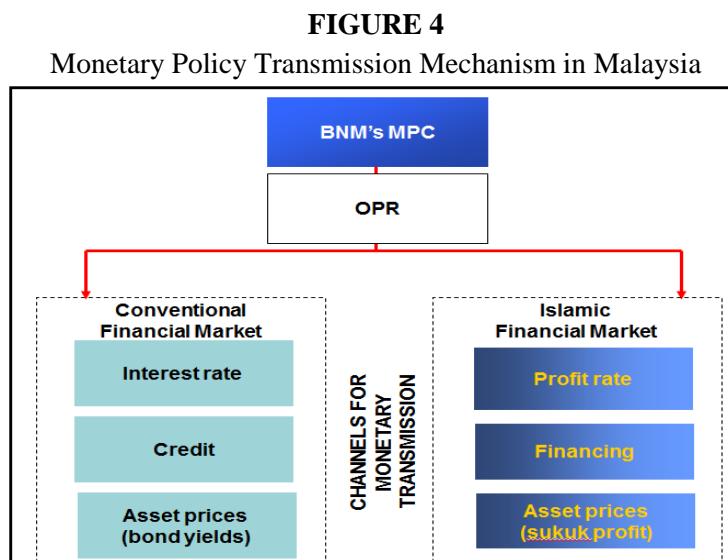 FIGURE 4
Monetary Policy Transmission Mechanism in Malaysia
BNM's MPC
OPR
Conventional
Financial Market
Interest rate
Credit
Asset prices
(bond yields)
CHANNELS FOR
MONETARY
TRANSMISSION
Islamic
Financial Market
Profit rate
Financing
Asset prices
(sukuk profit)